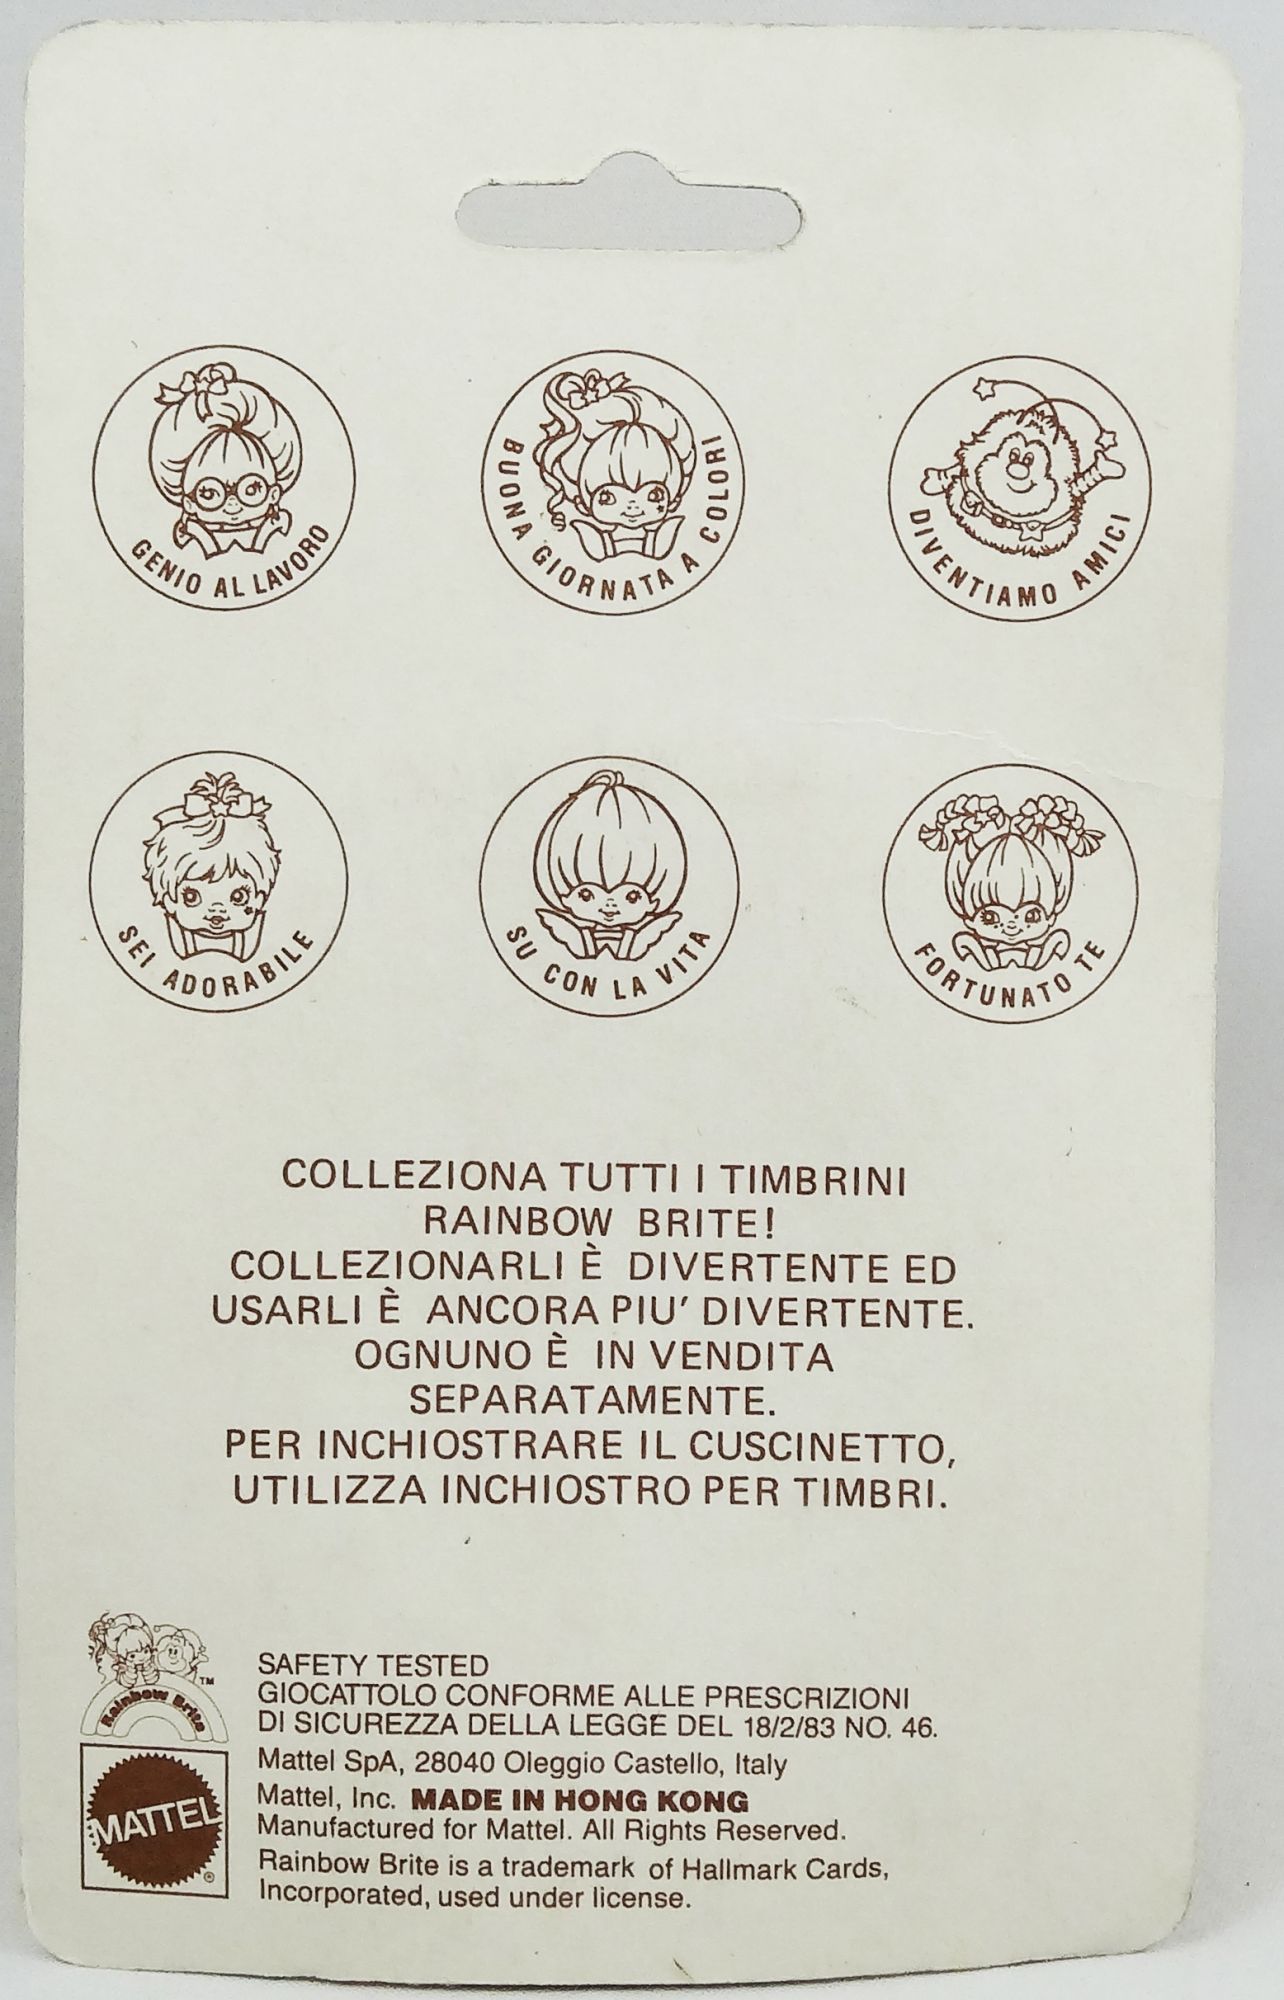 GENIO AL LAVORO
BUONA GIORNATA A COLORI
DIVENTIAMO AMICI
SEI ADORABILE
SU CON LA VITA
FORTUNATO TE
COLLEZIONA TUTTI I TIMBRINI
RAINBOW BRITE!
COLLEZIONARLI È DIVERTENTE ED
USARLI È ANCORA PIU' DIVERTENTE.
OGNUNO È IN VENDITA
SEPARATAMENTE.
PER INCHIOSTRARE IL CUSCINETTO,
UTILIZZA INCHIOSTRO PER TIMBRI.
Rainbow Brite ™
MATTEL ®
SAFETY TESTED
GIOCATTOLO CONFORME ALLE PRESCRIZIONI
DI SICUREZZA DELLA LEGGE DEL 18/2/83 NO. 46.
Mattel SpA, 28040 Oleggio Castello, Italy
Mattel, Inc. MADE IN HONG KONG
Manufactured for Mattel. All Rights Reserved.
Rainbow Brite is a trademark of Hallmark Cards,
Incorporated, used under license.